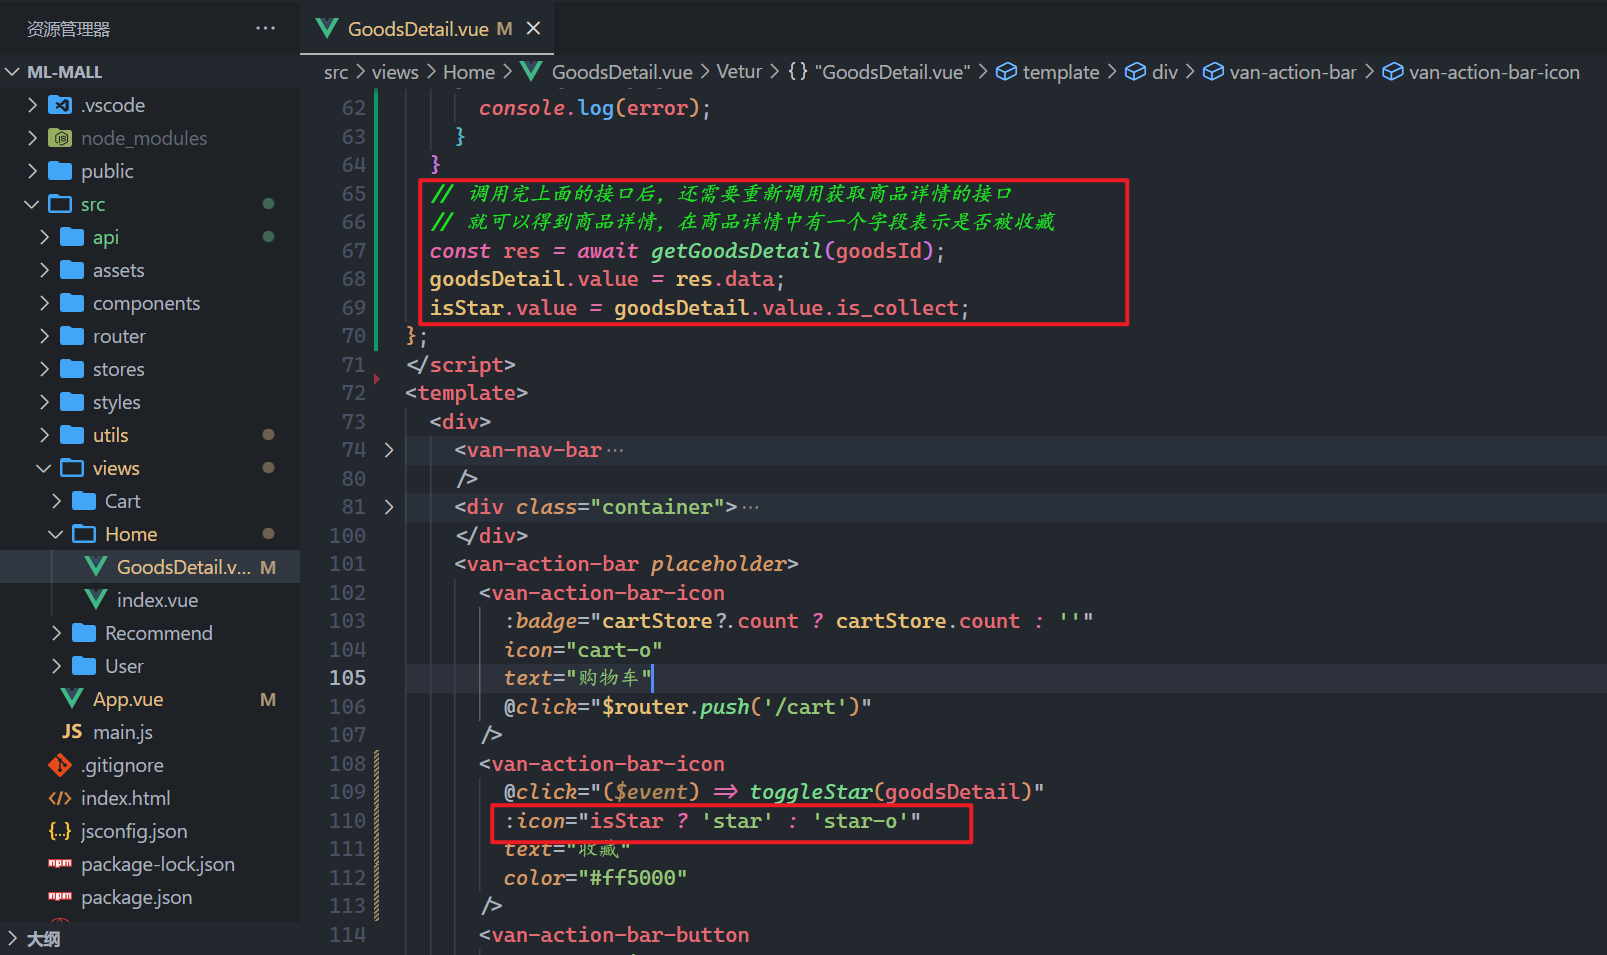 资源管理器
ML-MALL
.vscode
node_modules
public
src
api
assets
components
router
stores
styles
utils
views
Cart
Home
GoodsDetail.v... M
index.vue
Recommend
User
App.vue M
JS main.js
.gitignore
index.html
jsconfig.json
package-lock.json
package.json
大纲
GoodsDetail.vue M
src > views > Home > GoodsDetail.vue > Vetur > {} "GoodsDetail.vue" > template > div > van-action-bar > van-action-bar-icon
62 console.log(error);
63 }
64 }
65 // 调用完上面的接口后，还需要重新调用获取商品详情的接口
66 // 就可以得到商品详情，在商品详情中有一个字段表示是否被收藏
67 const res = await getGoodsDetail(goodsId);
68 goodsDetail.value = res.data;
69 isStar.value = goodsDetail.value.is_collect;
70 };
71 </script>
72 <template>
73 <div>
74 <van-nav-bar…
80 />
81 <div class="container">…
100 </div>
101 <van-action-bar placeholder>
102 <van-action-bar-icon
103 :badge="cartStore?.count ? cartStore.count : ''"
104 icon="cart-o"
105 text="购物车"
106 @click="$router.push('/cart')"
107 />
108 <van-action-bar-icon
109 @click="($event) => toggleStar(goodsDetail)"
110 :icon="isStar ? 'star' : 'star-o'"
111 text="收藏"
112 color="#ff5000"
113 />
114 <van-action-bar-button